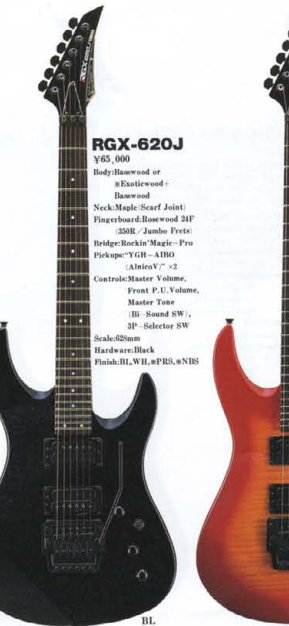 RGX-620J
¥65,000
Body:Basswood or
※Exoticwood+
Basswood
Neck:Maple(Scarf Joint)
Fingerboard:Rosewood 24F
(350R/Jumbo Frets)
Bridge:Rockin'Magic-Pro
Pickups:"YGH-AIBO
(AlnicoV)" ×2
Controls:Master Volume,
Front P.U.Volume,
Master Tone
(Bi-Sound SW),
3P-Selector SW
Scale:628mm
Hardware:Black
Finish:BL,WH,※PRS,※NBS
BL